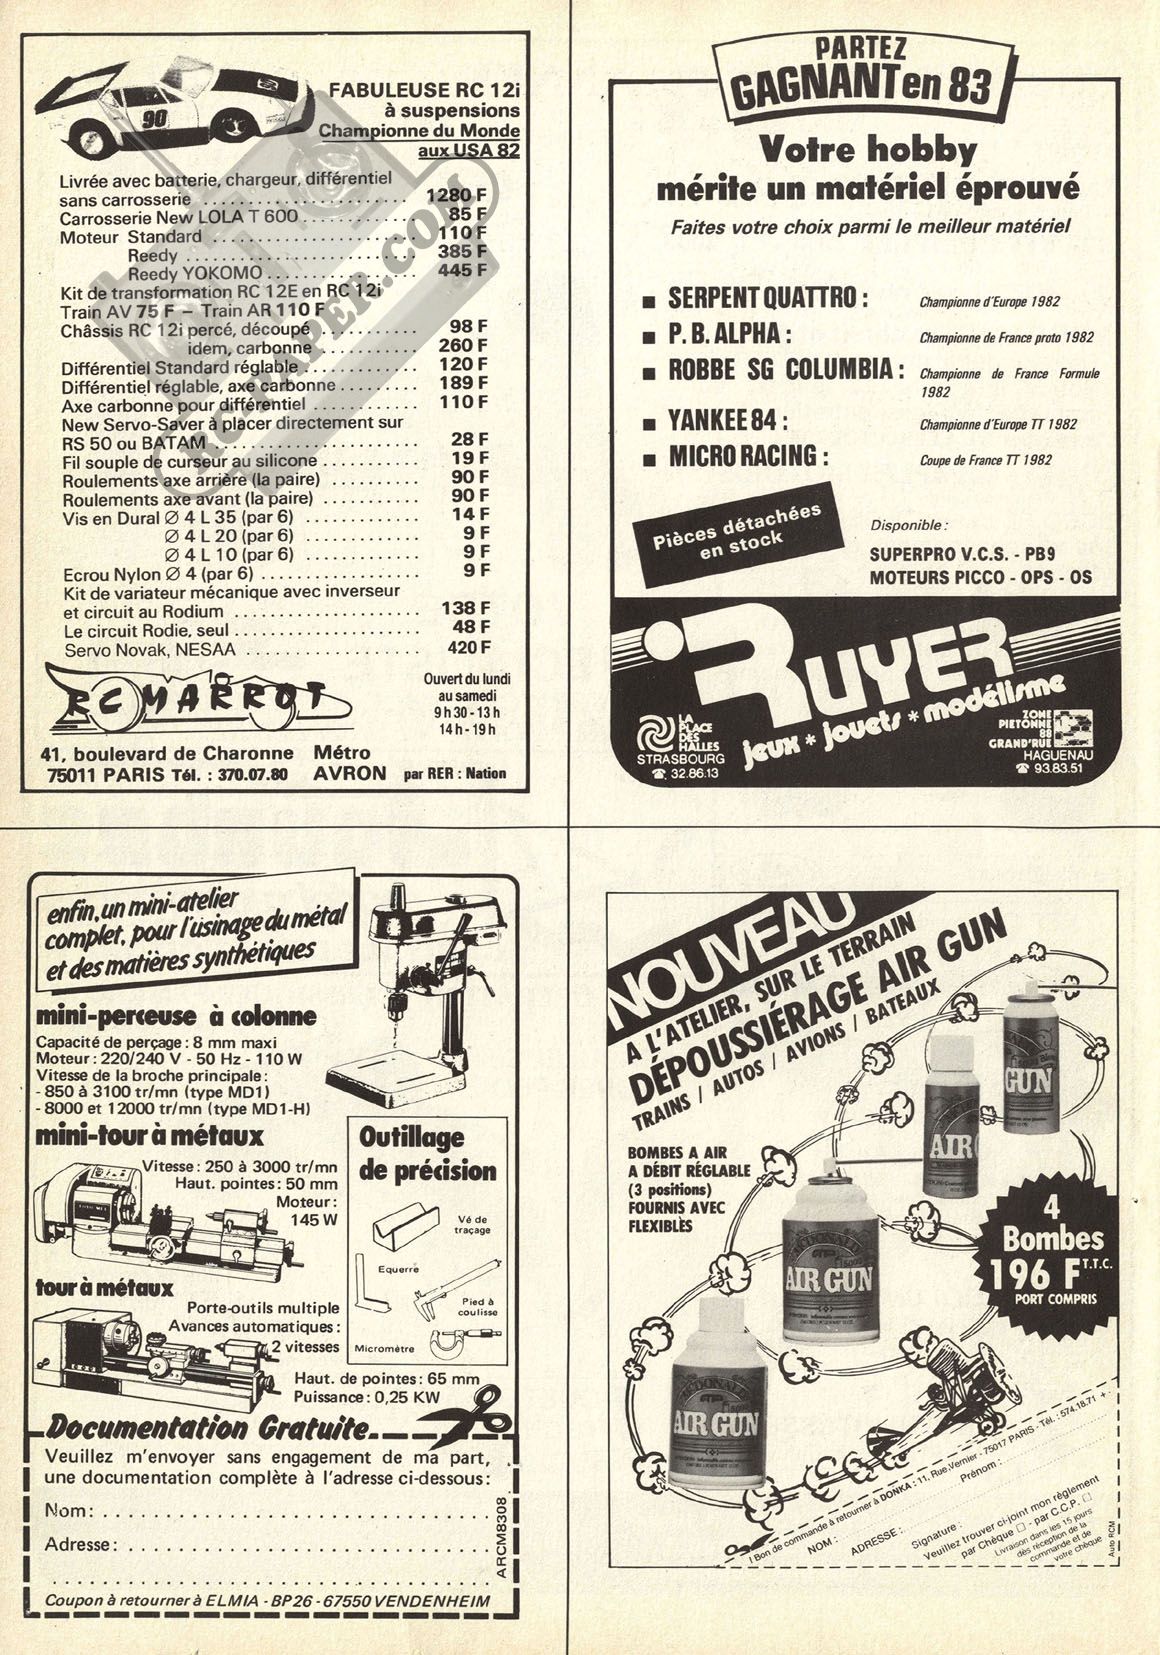 90
FABULEUSE RC 12i
à suspensions
Championne du Monde
aux USA 82
Livrée avec batterie, chargeur, différentiel
sans carrosserie ........................ 1280 F
Carrosserie New LOLA T 600 ............ 85 F
Moteur Standard ...................... 110 F
Reedy ......................... 385 F
Reedy YOKOMO ................ 445 F
Kit de transformation RC 12E en RC 12i
Train AV 75 F – Train AR 110 F
Châssis RC 12i percé, découpé ........... 98 F
idem, carbonne ........... 260 F
Différentiel Standard réglable ............ 120 F
Différentiel réglable, axe carbonne ........ 189 F
Axe carbonne pour différentiel ........... 110 F
New Servo-Saver à placer directement sur
RS 50 ou BATAM ..................... 28 F
Fil souple de curseur au silicone .......... 19 F
Roulements axe arrière (la paire) .......... 90 F
Roulements axe avant (la paire) .......... 90 F
Vis en Dural Ø 4 L 35 (par 6) ............ 14 F
Ø 4 L 20 (par 6) ............ 9 F
Ø 4 L 10 (par 6) ............ 9 F
Ecrou Nylon Ø 4 (par 6) ................ 9 F
Kit de variateur mécanique avec inverseur
et circuit au Rodium ................... 138 F
Le circuit Rodie, seul ................... 48 F
Servo Novak, NESAA ................. 420 F
RC-PAPER.COM
RC MARROT
Ouvert du lundi
au samedi
9 h 30 - 13 h
14 h - 19 h
41, boulevard de Charonne Métro
75011 PARIS Tél. : 370.07.80 AVRON par RER : Nation
PARTEZ
GAGNANT en 83
Votre hobby
mérite un matériel éprouvé
Faites votre choix parmi le meilleur matériel
■ SERPENT QUATTRO : Championne d'Europe 1982
■ P.B. ALPHA : Championne de France proto 1982
■ ROBBE SG COLUMBIA : Championne de France Formule
1982
■ YANKEE 84 : Championne d'Europe TT 1982
■ MICRO RACING : Coupe de France TT 1982
Pièces détachées
en stock
Disponible :
SUPERPRO V.C.S. - PB9
MOTEURS PICCO - OPS - OS
RUYER
jeux * jouets * modélisme
LA
PLACE
DES
HALLES
STRASBOURG
☎ 32.86.13
ZONE
PIETONNE
88
GRAND'RUE
HAGUENAU
☎ 93.83.51
enfin, un mini-atelier
complet, pour l'usinage du métal
et des matières synthétiques
mini-perceuse à colonne
Capacité de perçage : 8 mm maxi
Moteur : 220/240 V - 50 Hz - 110 W
Vitesse de la broche principale :
- 850 à 3100 tr/mn (type MD1)
- 8000 et 12000 tr/mn (type MD1-H)
mini-tour à métaux
Vitesse : 250 à 3000 tr/mn
Haut. pointes : 50 mm
Moteur :
145 W
tour à métaux
Porte-outils multiple
Avances automatiques :
2 vitesses
Haut. de pointes : 65 mm
Puissance : 0,25 KW
Outillage
de précision
Vé de
traçage
Equerre
Pied à
coulisse
Micromètre
Documentation Gratuite
Veuillez m'envoyer sans engagement de ma part,
une documentation complète à l'adresse ci-dessous :
Nom :
Adresse :
ARCM8308
Coupon à retourner à ELMIA - BP 26 - 67550 VENDENHEIM
NOUVEAU
A L'ATELIER, SUR LE TERRAIN
DÉPOUSSIÉRAGE AIR GUN
TRAINS / AUTOS / AVIONS / BATEAUX
BOMBES A AIR
A DÉBIT RÉGLABLE
(3 positions)
FOURNIS AVEC
FLEXIBLES
GUN
AIR G
McDONALD
AIR GUN
McDONALD
AIR GUN
4
Bombes
196 F T.T.C.
PORT COMPRIS
! Bon de commande à retourner à DONKA : 11, Rue Vernier - 75017 PARIS - Tél. : 574.18.71 +
NOM : Prénom :
ADRESSE :
Signature :
Veuillez trouver ci-joint mon règlement
par Chèque □ - par C.C.P. □
Livraison dans les 15 jours
dès réception de la
commande et de
votre chèque
Auto RCM